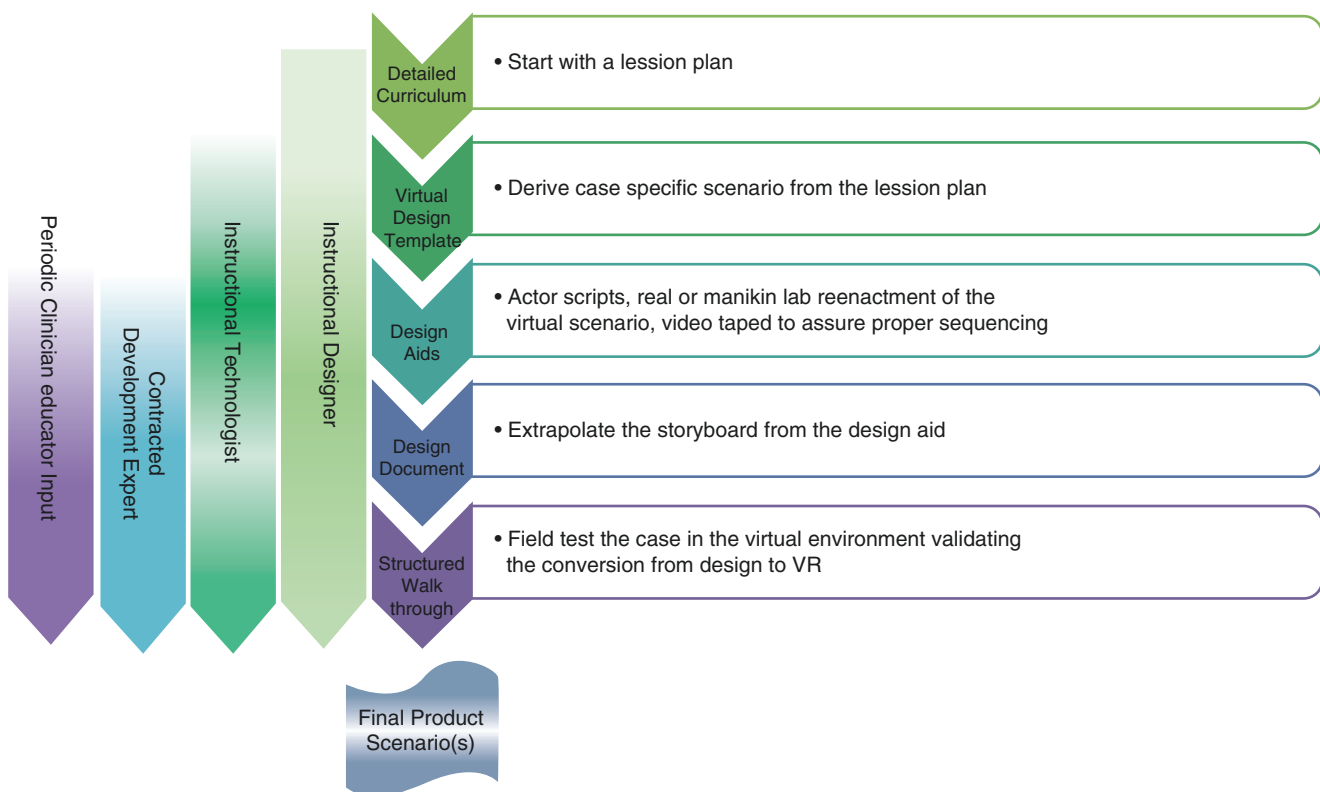 Periodic Clinician educator Input
Contracted
Development Expert
Instructional Technologist
Instructional Designer
Detailed
Curriculum
• Start with a lession plan
Virtual
Design
Template
• Derive case specific scenario from the lession plan
Design
Aids
• Actor scripts, real or manikin lab reenactment of the
virtual scenario, video taped to assure proper sequencing
Design
Document
• Extrapolate the storyboard from the design aid
Structured
Walk
through
• Field test the case in the virtual environment validating
the conversion from design to VR
Final Product
Scenario(s)